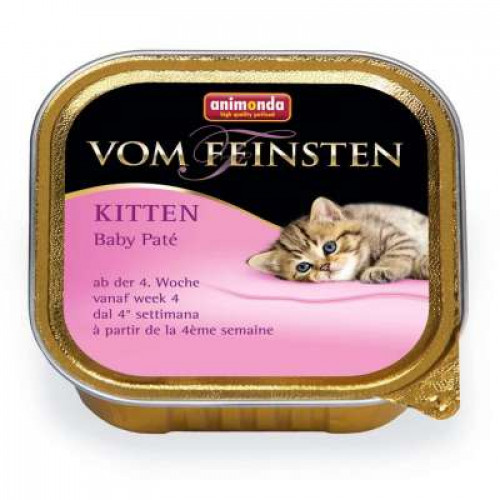 animonda
high quality petfood
VOM FEINSTEN
KITTEN
Baby Paté
ab der 4. Woche
vanaf week 4
dal 4° settimana
à partir de la 4ème semaine